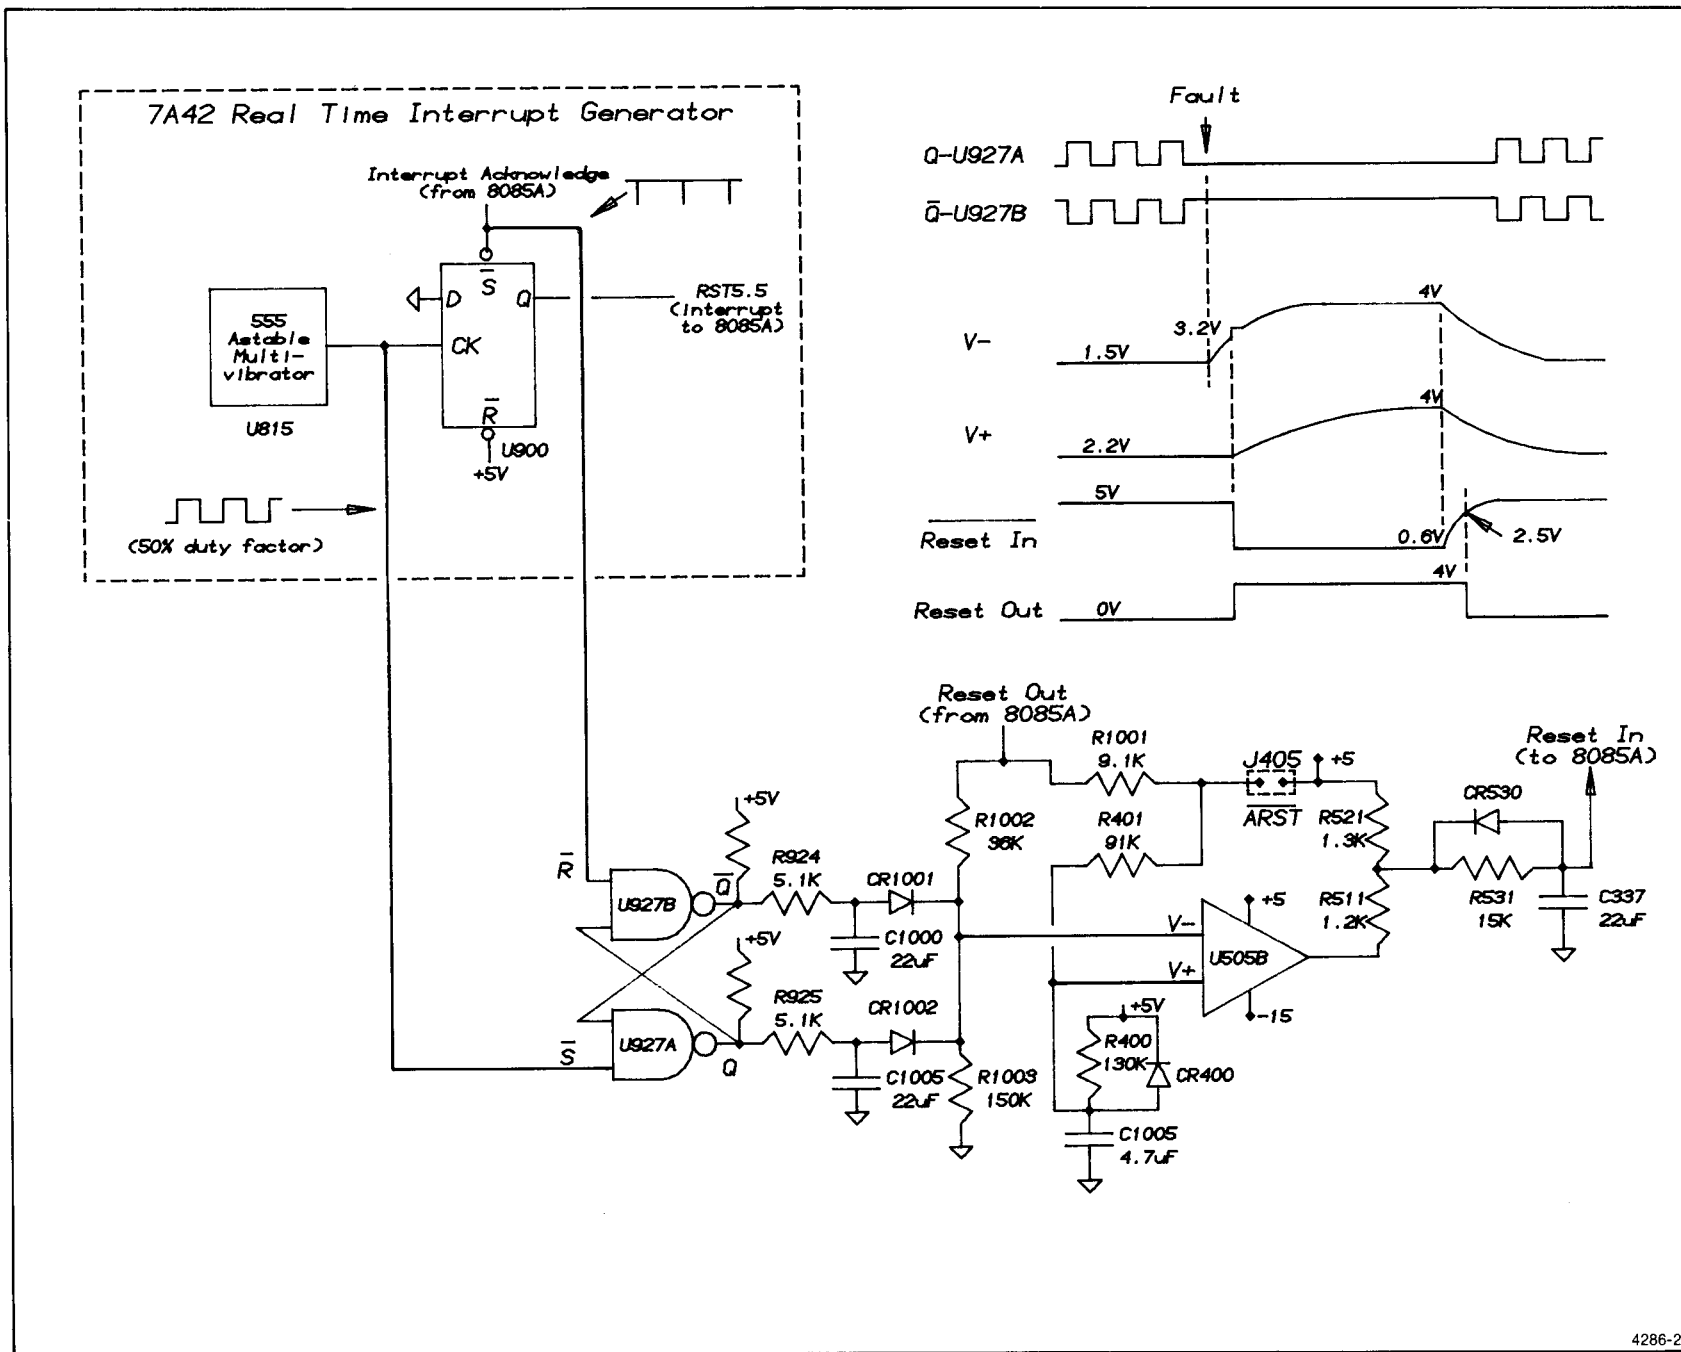 7A42 Real Time Interrupt Generator
Interrupt Acknowledge
(from 8085A)
S̅
D
Q
RST5.5
(interrupt
to 8085A)
555
Astable
Multi-
vibrator
CK
R̅
U815
U900
+5V
(50% duty factor)
Fault
Q-U927A
Q̅-U927B
V-
1.5V
3.2V
4V
V+
2.2V
4V
R̅e̅s̅e̅t̅ ̅I̅n̅
5V
0.6V
2.5V
Reset Out
0V
4V
Reset Out
(from 8085A)
R1001
9.1K
J405
+5
A̅R̅S̅T̅
Reset In
(to 8085A)
R1002
36K
R401
91K
R521
1.3K
CR530
R511
1.2K
R531
15K
C337
22uF
+5V
R̅
U927B
Q̅
R924
5.1K
CR1001
C1000
22uF
V-
V+
U505B
+5
-15
+5V
S̅
U927A
Q
R925
5.1K
CR1002
C1005
22uF
R1003
150K
+5V
R400
130K
CR400
C1005
4.7uF
4286-2